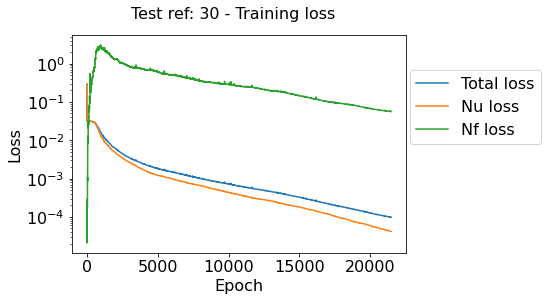 Test ref: 30 - Training loss
Loss
10⁰
10⁻¹
10⁻²
10⁻³
10⁻⁴
0 5000 10000 15000 20000
Epoch
Total loss
Nu loss
Nf loss